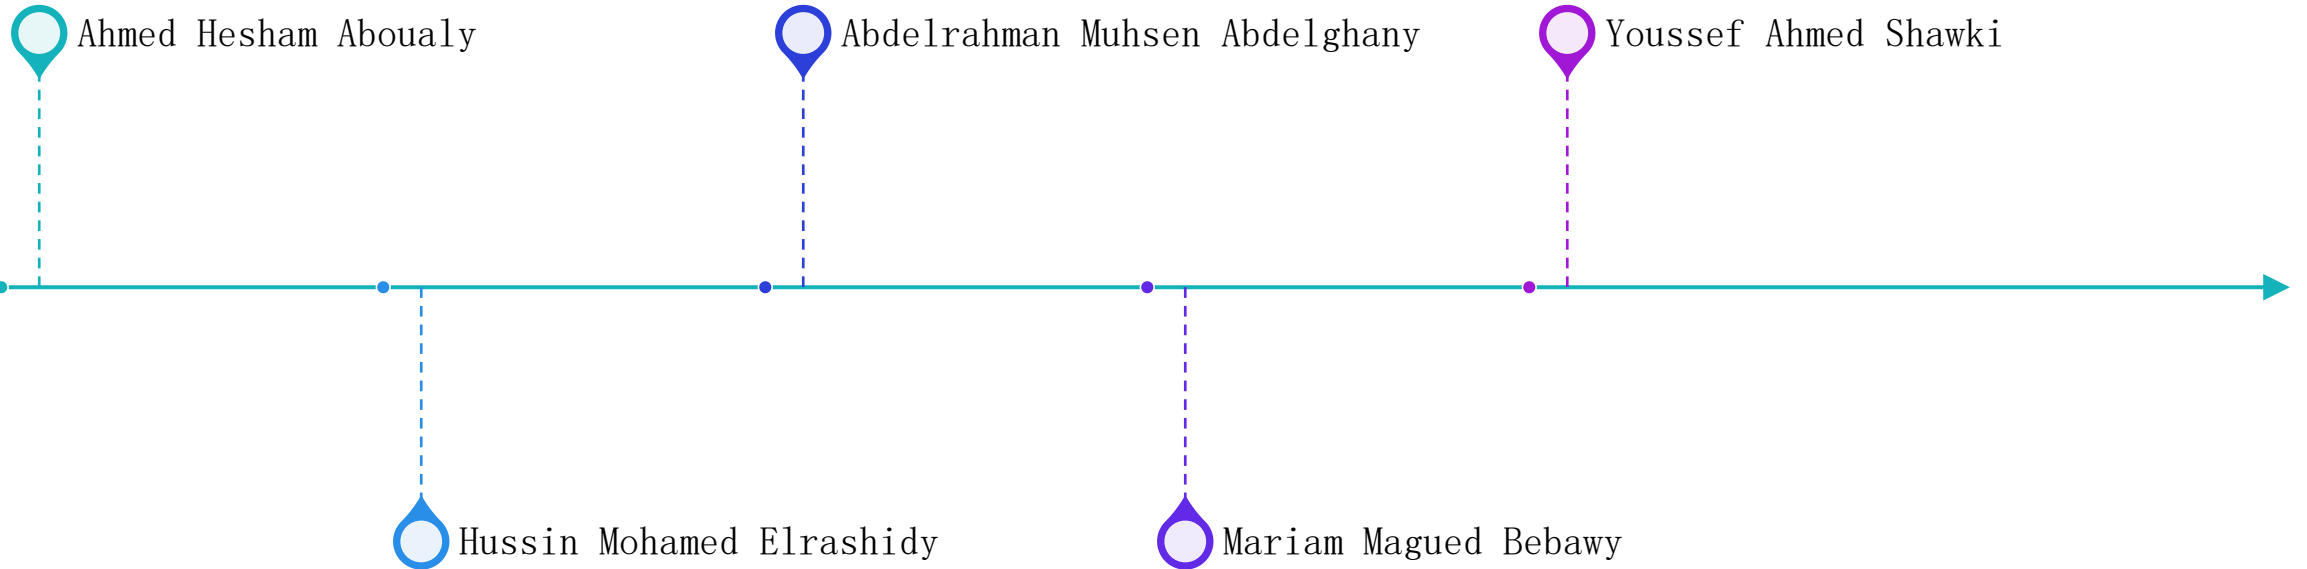 Ahmed Hesham Aboualy
Abdelrahman Muhsen Abdelghany
Youssef Ahmed Shawki
Hussin Mohamed Elrashidy
Mariam Magued Bebawy